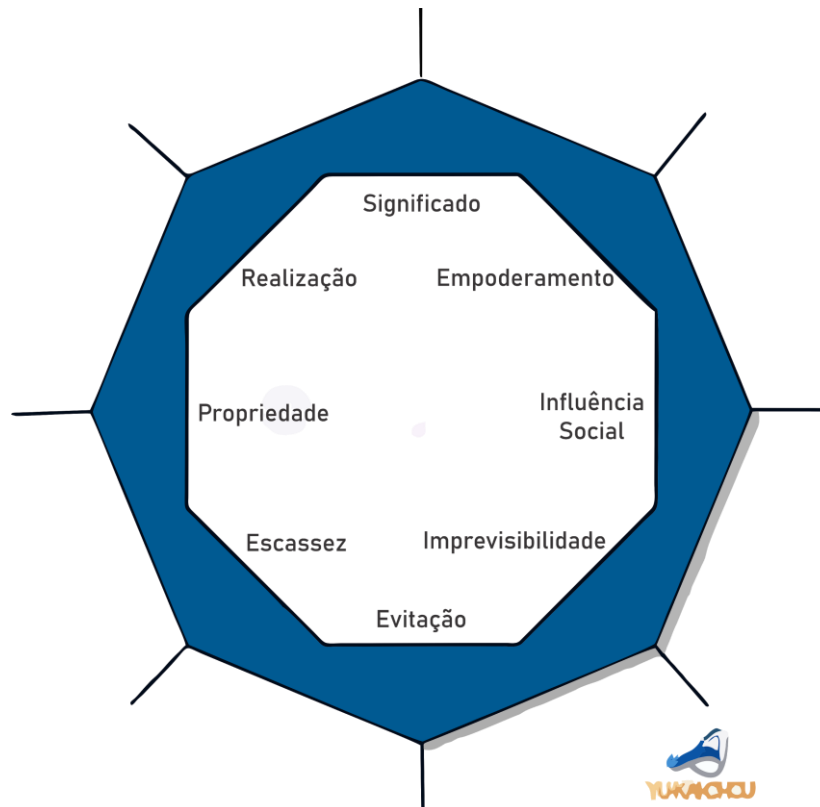 Significado
Realização
Empoderamento
Propriedade
Influência
Social
Escassez
Imprevisibilidade
Evitação
YU-KAI CHOU